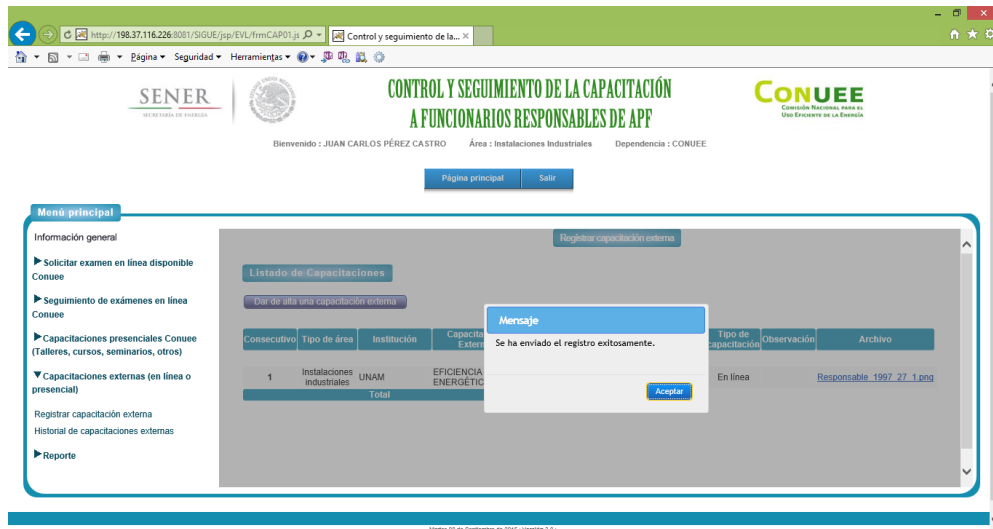 http://198.37.116.226:8081/SIGUE/jsp/EVL/frmCAP01.js
Control y seguimiento de la...
Página Seguridad Herramientas
SENER
SECRETARÍA DE ENERGÍA
CONTROL Y SEGUIMIENTO DE LA CAPACITACIÓN
A FUNCIONARIOS RESPONSABLES DE APF
CONUEE
COMISIÓN NACIONAL PARA EL
USO EFICIENTE DE LA ENERGÍA
Bienvenido : JUAN CARLOS PÉREZ CASTRO Área : Instalaciones Industriales Dependencia : CONUEE
Página principal Salir
Menú principal
Información general
Solicitar examen en línea disponible
Conuee
Seguimiento de exámenes en línea
Conuee
Capacitaciones presenciales Conuee
(Talleres, cursos, seminarios, otros)
Capacitaciones externas (en línea o
presencial)
Registrar capacitación externa
Historial de capacitaciones externas
Reporte
Registrar capacitación externa
Listado de Capacitaciones
Dar de alta una capacitación externa
Consecutivo Tipo de área Institución Capacita
Extern
Tipo de
capacitación Observación Archivo
1 Instalaciones
industriales UNAM EFICIENCIA
ENERGÉTIC
En línea Responsable_1997_27_1.png
Total
Mensaje
Se ha enviado el registro exitosamente.
Aceptar